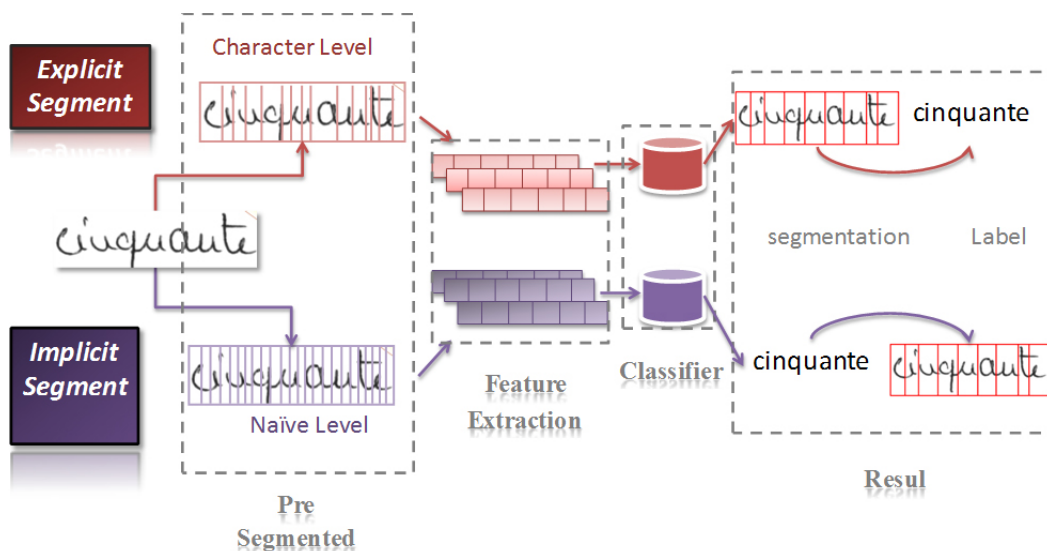 Explicit
Segment
Character Level
cinquante
cinquante
cinquante
cinquante
segmentation
Label
Implicit
Segment
cinquante
Naïve Level
Feature
Extraction
Classifier
cinquante
cinquante
Pre
Segmented
Resul